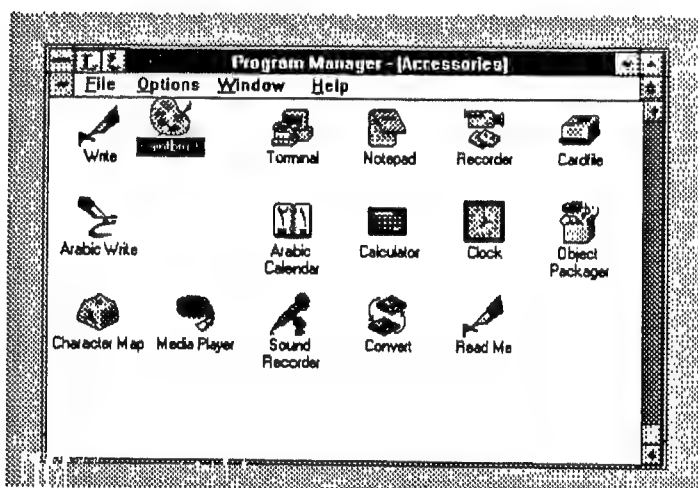 Program Manager - [Accessories]
File Options Window Help
Write
Terminal Notepad Recorder Cardfile
Arabic Write Arabic Calendar Calculator Clock Object Packager
Character Map Media Player Sound Recorder Convert Read Me